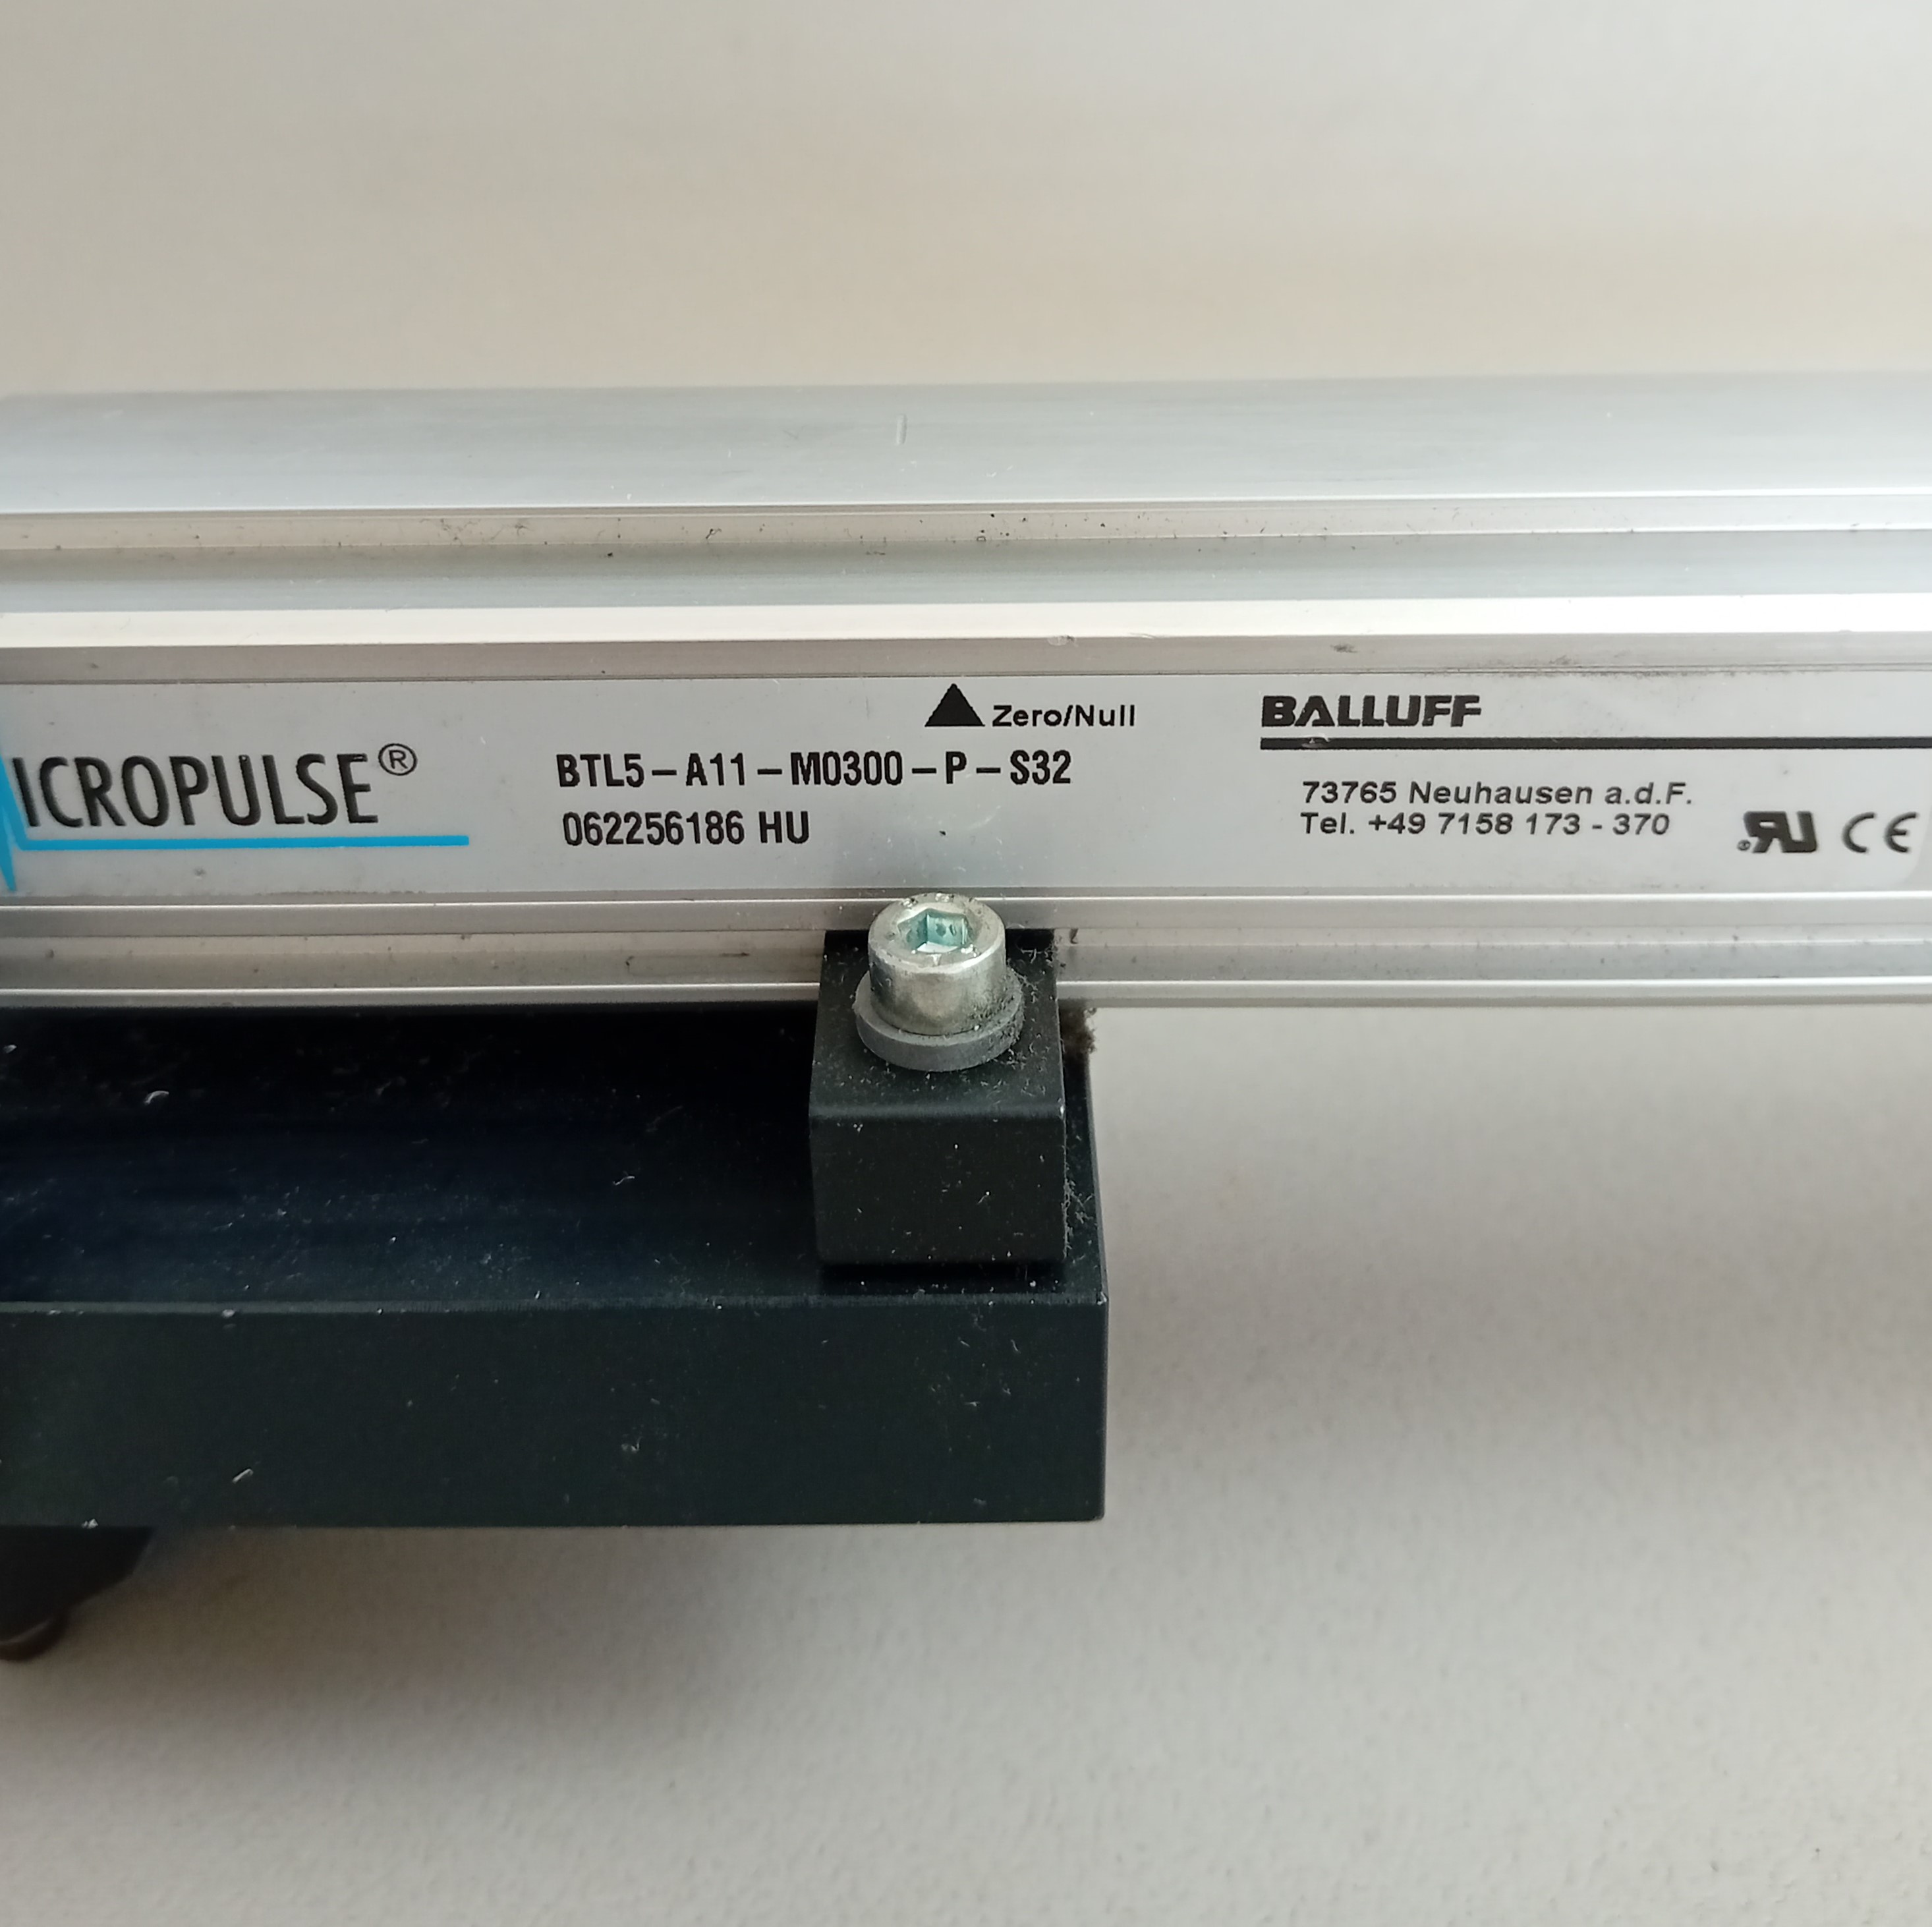 ICROPULSE®
▲ Zero/Null
BTL5-A11-M0300-P-S32
062256186 HU
BALLUFF
73765 Neuhausen a.d.F.
Tel. +49 7158 173 - 370
CE